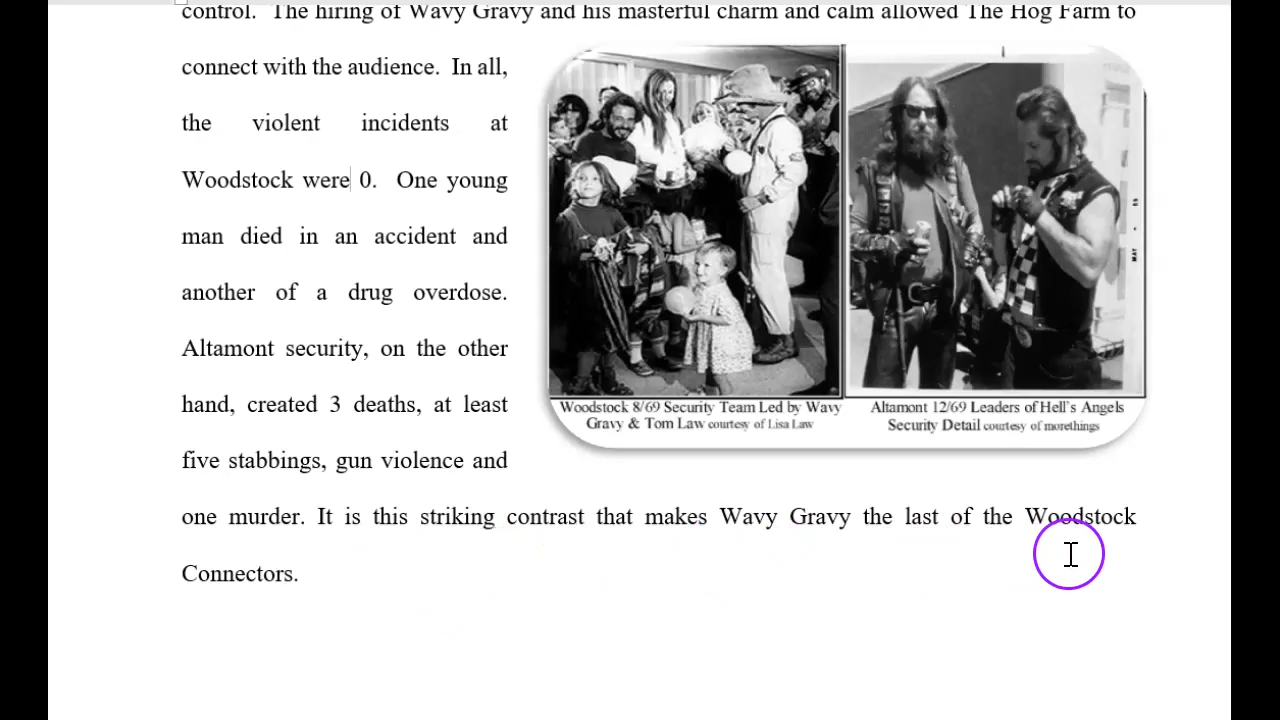 control. The hiring of Wavy Gravy and his masterful charm and calm allowed The Hog Farm to
connect with the audience. In all,
the violent incidents at
Woodstock were 0. One young
man died in an accident and
another of a drug overdose.
Altamont security, on the other
hand, created 3 deaths, at least
five stabbings, gun violence and
one murder. It is this striking contrast that makes Wavy Gravy the last of the Woodstock
Connectors.
Woodstock 8/69 Security Team Led by Wavy
Gravy & Tom Law courtesy of Lisa Law
Altamont 12/69 Leaders of Hell's Angels
Security Detail courtesy of morethings
MAY • 65